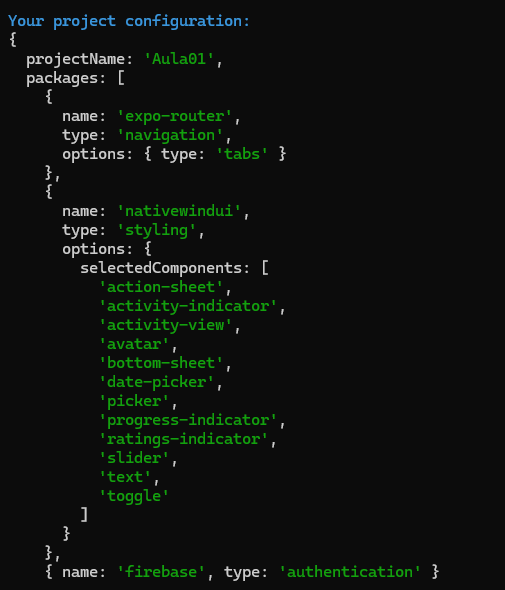 Your project configuration:
{
  projectName: 'Aula01',
  packages: [
    {
      name: 'expo-router',
      type: 'navigation',
      options: { type: 'tabs' }
    },
    {
      name: 'nativewindui',
      type: 'styling',
      options: {
        selectedComponents: [
          'action-sheet',
          'activity-indicator',
          'activity-view',
          'avatar',
          'bottom-sheet',
          'date-picker',
          'picker',
          'progress-indicator',
          'ratings-indicator',
          'slider',
          'text',
          'toggle'
        ]
      }
    },
    { name: 'firebase', type: 'authentication' }